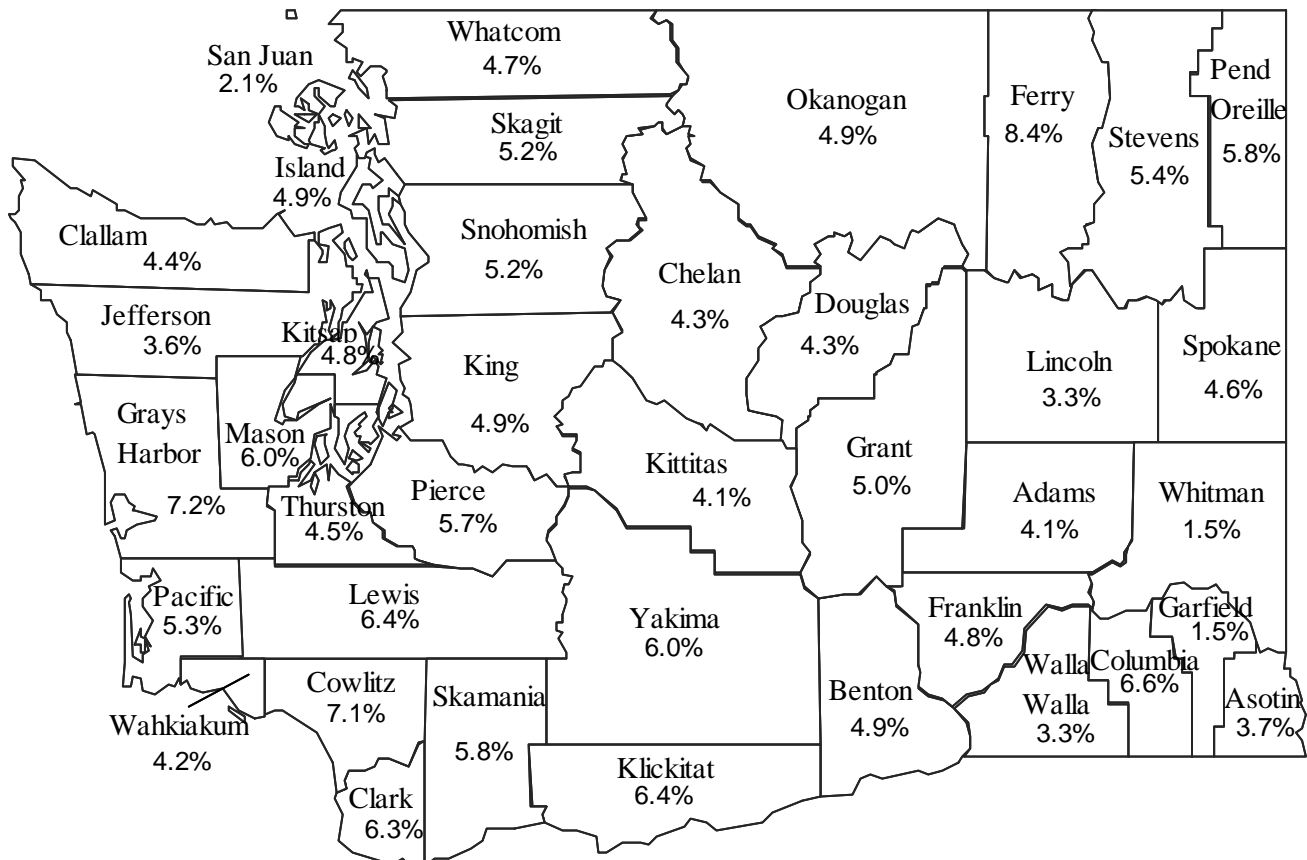 Whatcom
4.7%
San Juan
2.1%
Skagit
5.2%
Island
4.9%
Okanogan
4.9%
Ferry
8.4%
Stevens
5.4%
Pend
Oreille
5.8%
Clallam
4.4%
Snohomish
5.2%
Chelan
4.3%
Douglas
4.3%
Jefferson
3.6%
Kitsap
4.8%
King
4.9%
Lincoln
3.3%
Spokane
4.6%
Grays
Harbor
7.2%
Mason
6.0%
Thurston
4.5%
Pierce
5.7%
Kittitas
4.1%
Grant
5.0%
Adams
4.1%
Whitman
1.5%
Pacific
5.3%
Lewis
6.4%
Yakima
6.0%
Franklin
4.8%
Garfield
1.5%
Wahkiakum
4.2%
Cowlitz
7.1%
Skamania
5.8%
Benton
4.9%
Walla
Walla
3.3%
Columbia
6.6%
Asotin
3.7%
Clark
6.3%
Klickitat
6.4%